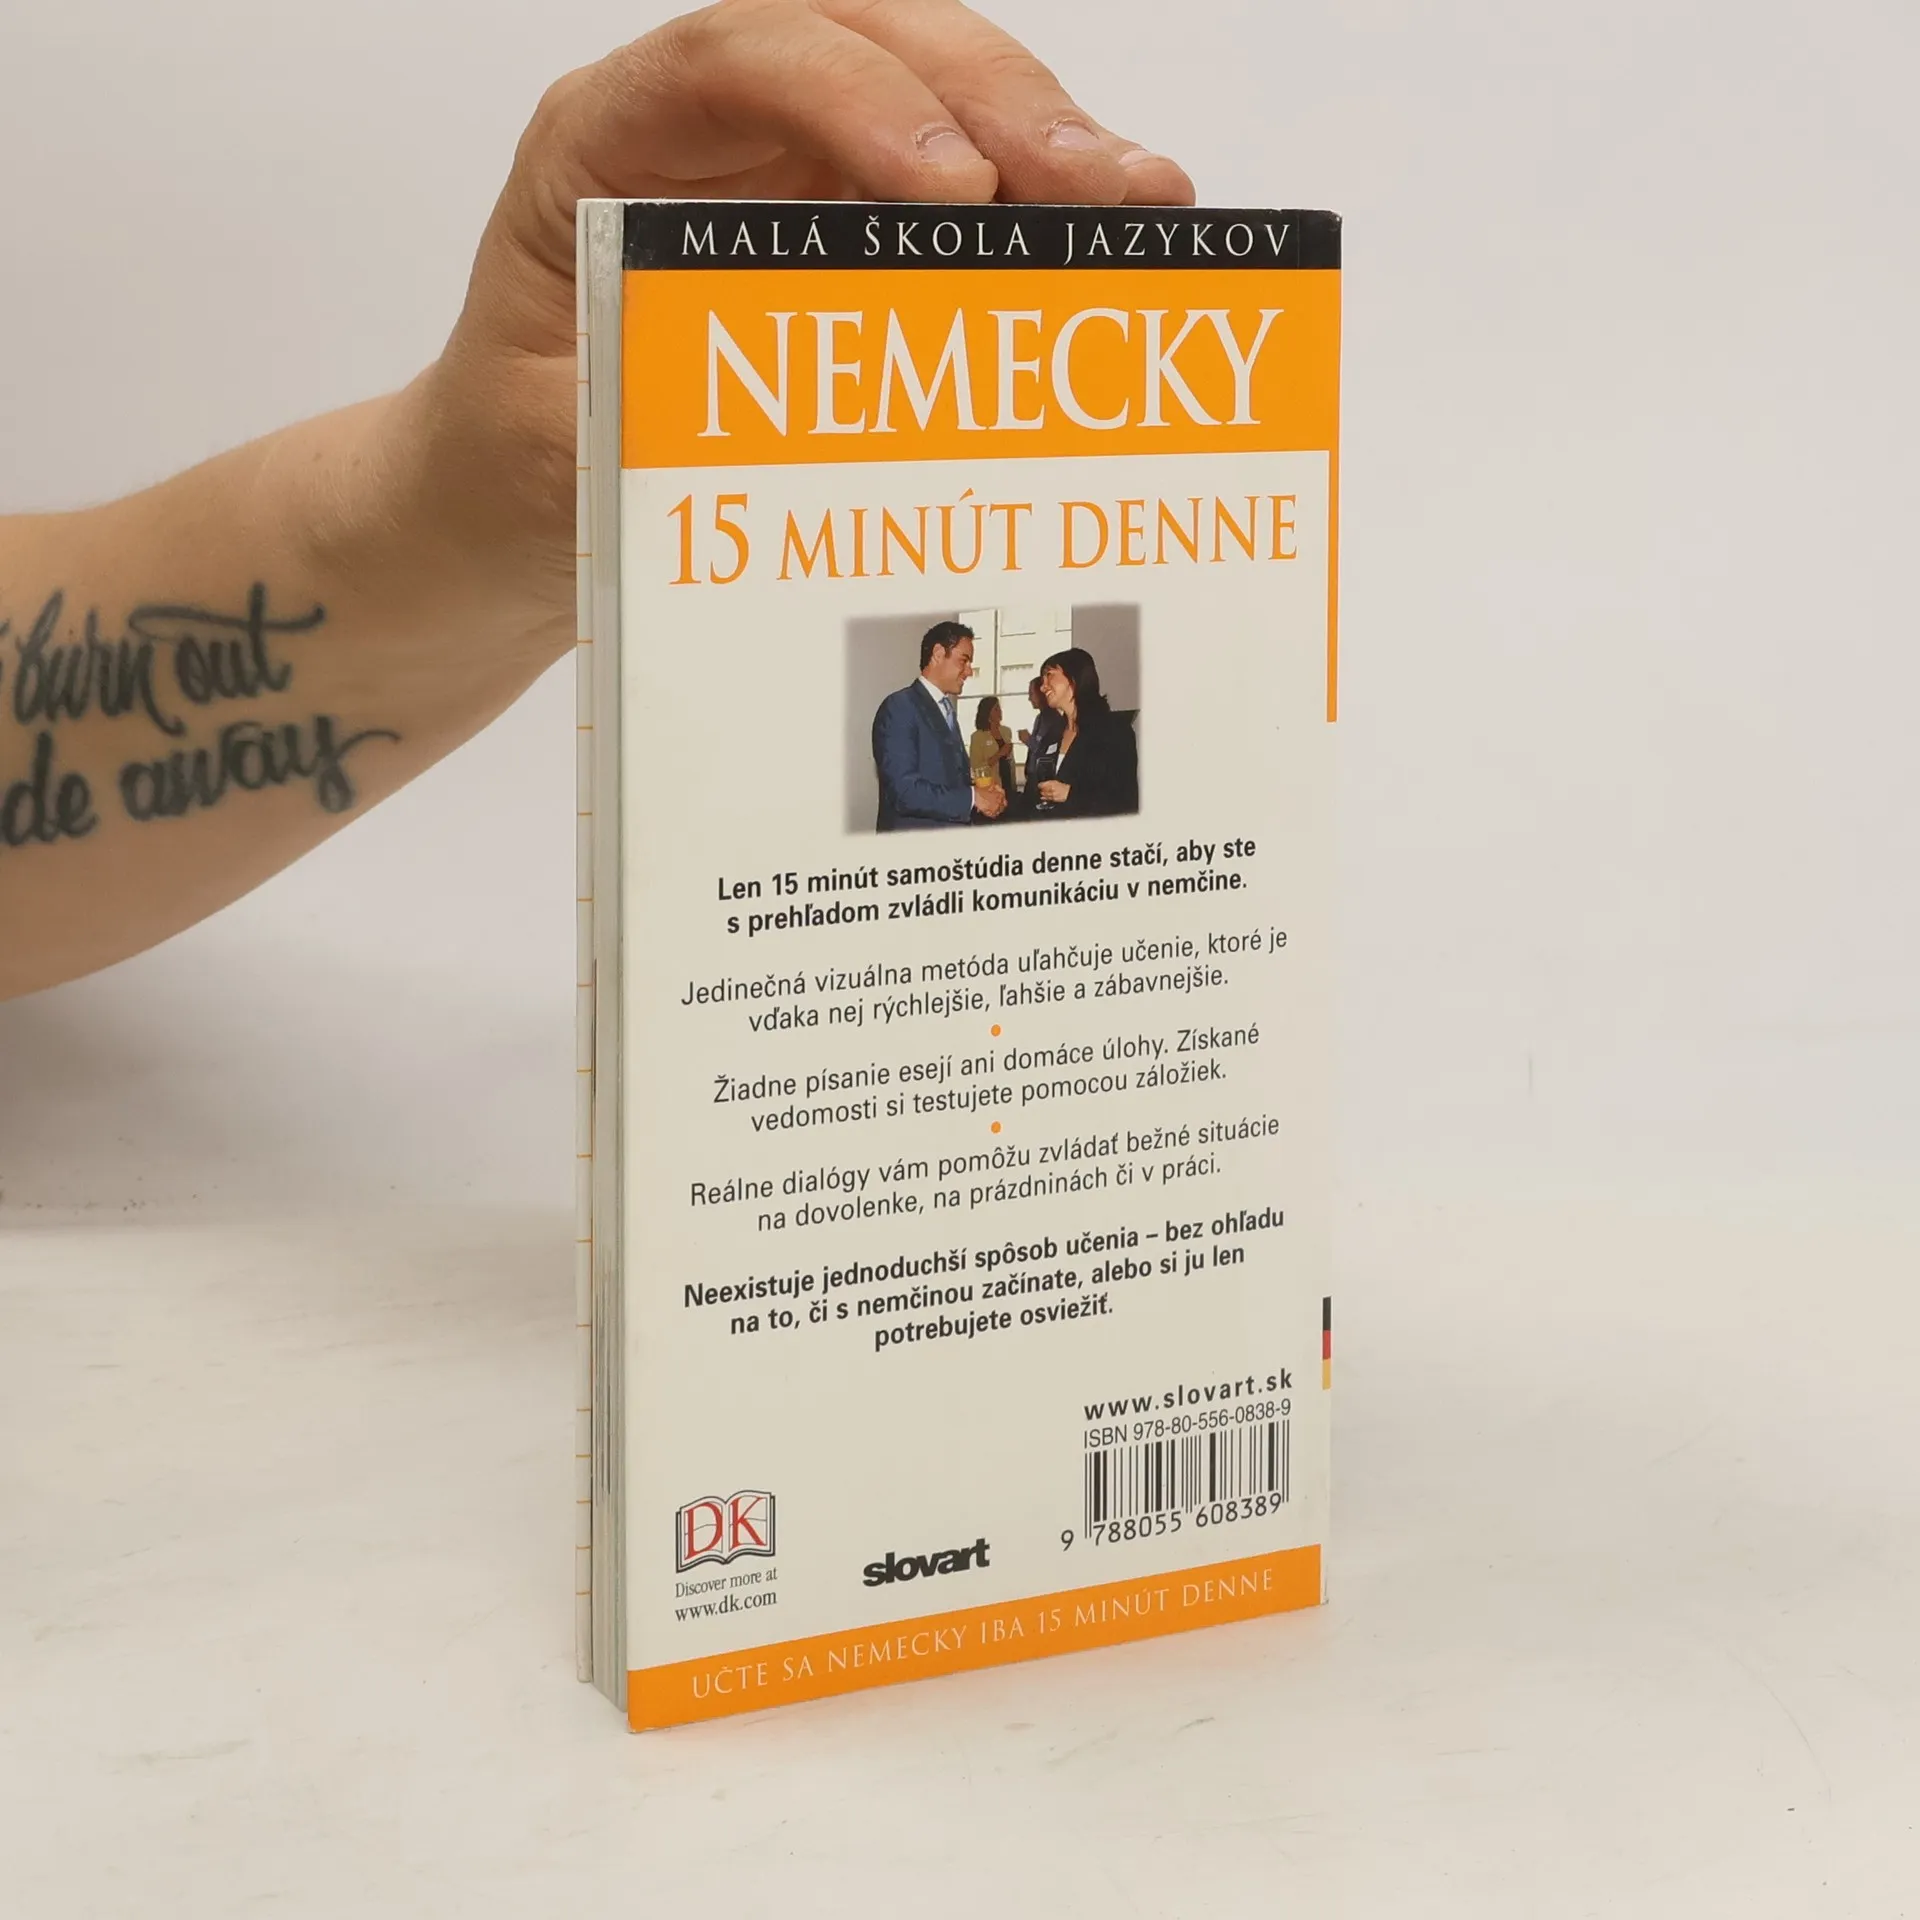 burn out
de away
MALÁ ŠKOLA JAZYKOV
NEMECKY
15 MINÚT DENNE
Len 15 minút samoštúdia denne stačí, aby ste
s prehľadom zvládli komunikáciu v nemčine.
Jedinečná vizuálna metóda uľahčuje učenie, ktoré je
vďaka nej rýchlejšie, ľahšie a zábavnejšie.
Žiadne písanie esejí ani domáce úlohy. Získané
vedomosti si testujete pomocou záložiek.
Reálne dialógy vám pomôžu zvládať bežné situácie
na dovolenke, na prázdninách či v práci.
Neexistuje jednoduchší spôsob učenia – bez ohľadu
na to, či s nemčinou začínate, alebo si ju len
potrebujete osviežiť.
www.slovart.sk
ISBN 978-80-556-0838-9
9 788055 608389
DK
Discover more at
www.dk.com
slovart
UČTE SA NEMECKY IBA 15 MINÚT DENNE